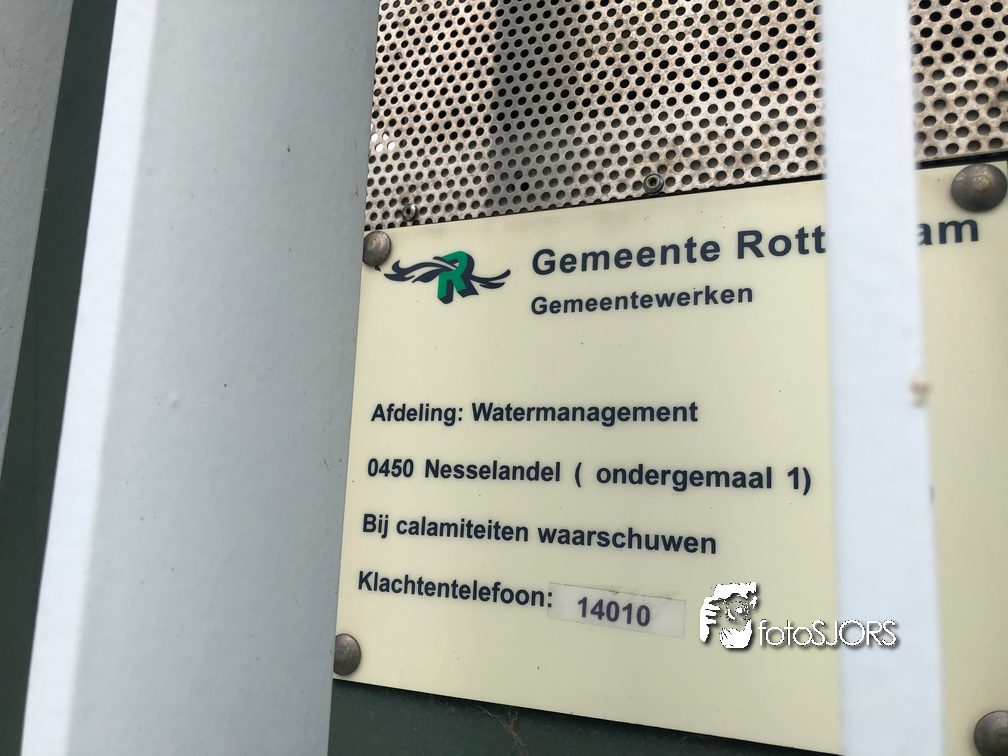 R
Gemeente Rott am
Gemeentewerken
Afdeling: Watermanagement
0450 Nesselandel ( ondergemaal 1)
Bij calamiteiten waarschuwen
Klachtentelefoon: 14010
fotoSJORS